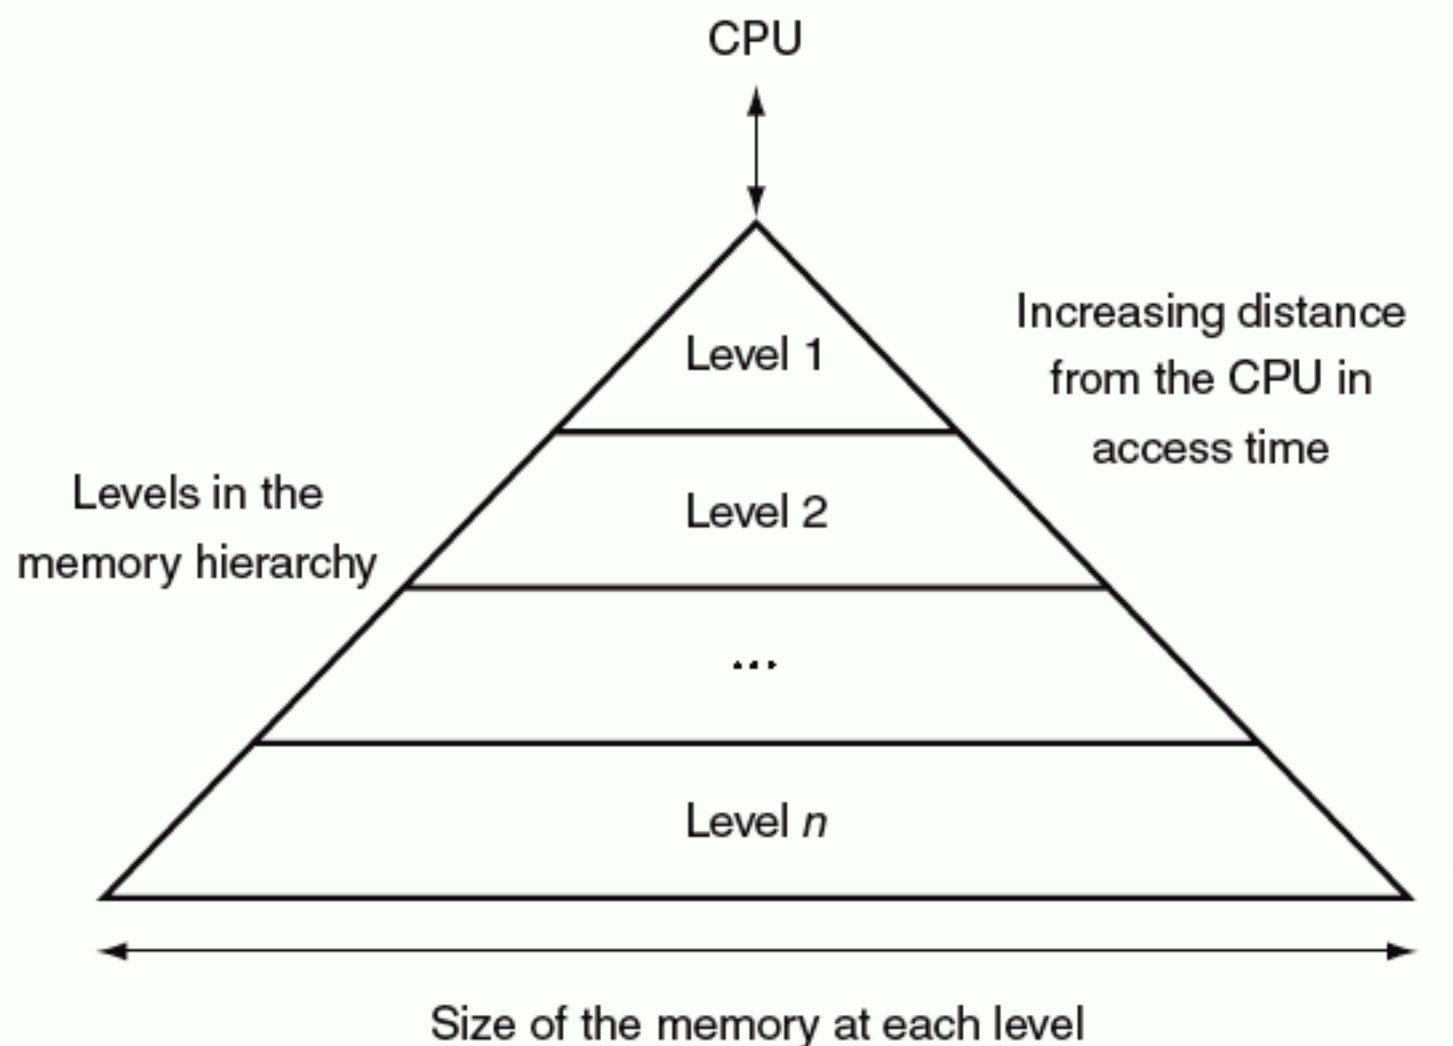 CPU
Level 1
Increasing distance
from the CPU in
access time
Levels in the
memory hierarchy
Level 2
...
Level n
Size of the memory at each level